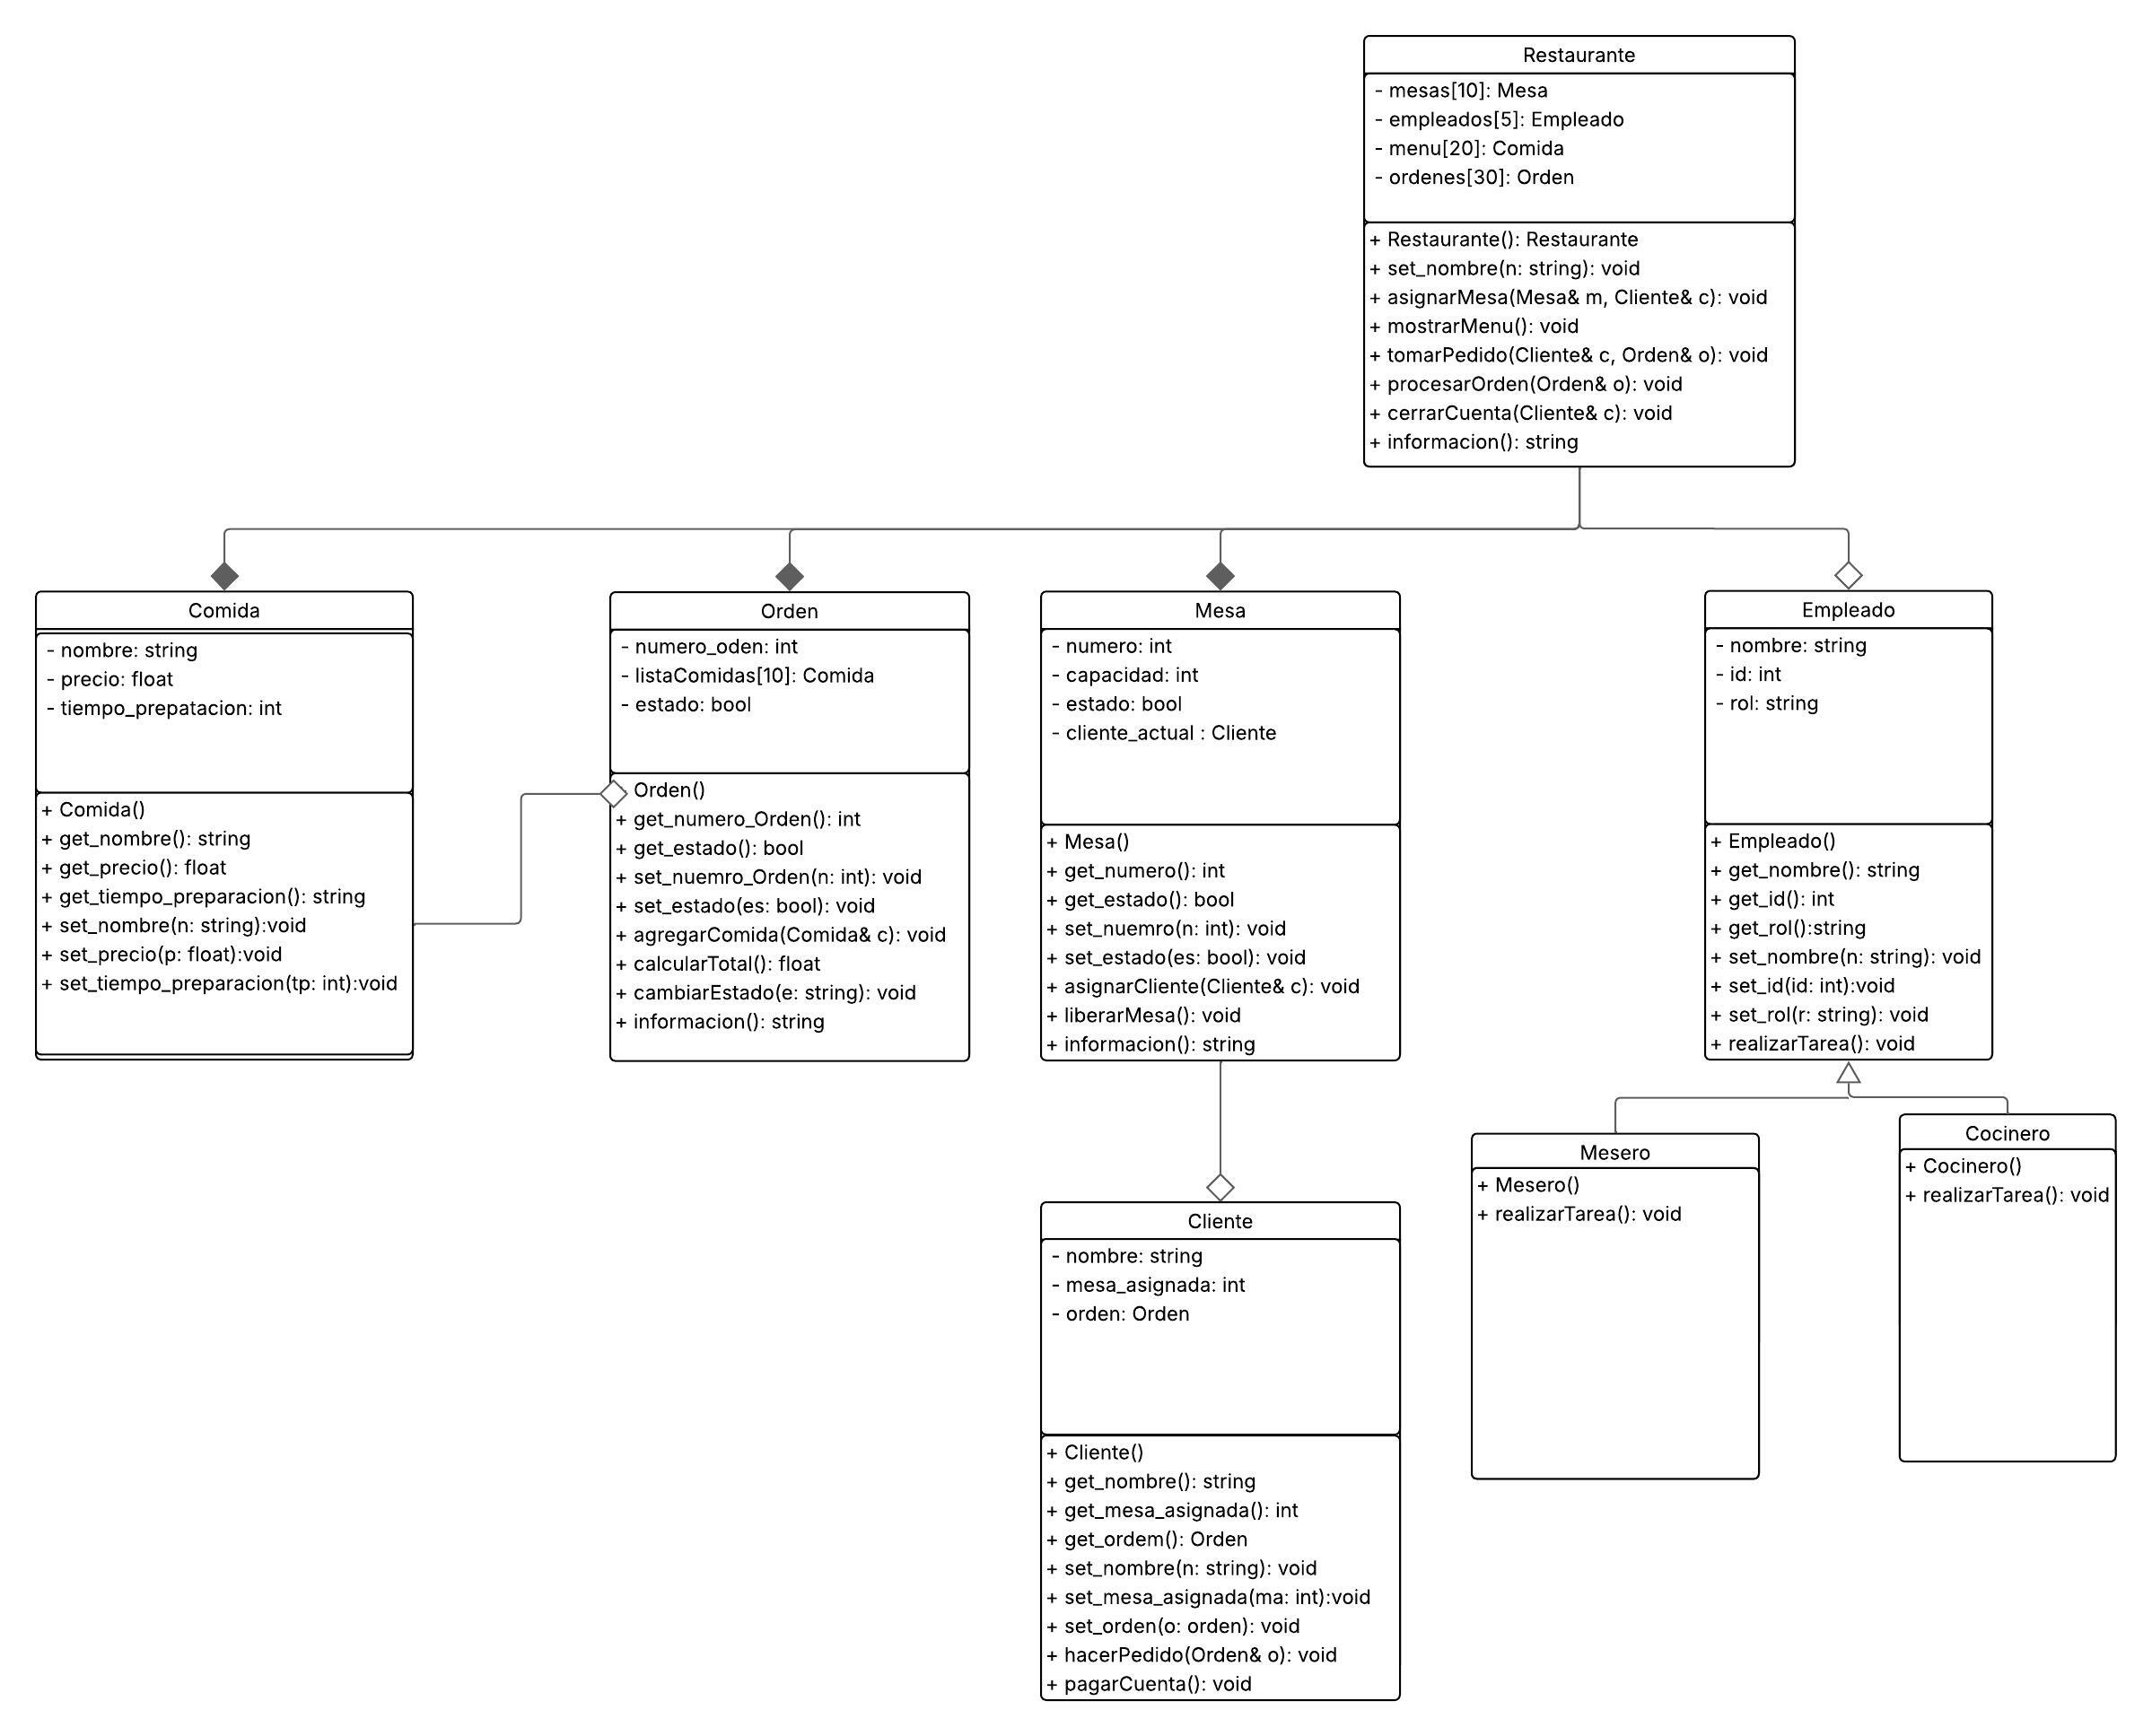 Restaurante
- mesas[10]: Mesa
- empleados[5]: Empleado
- menu[20]: Comida
- ordenes[30]: Orden
+ Restaurante(): Restaurante
+ set_nombre(n: string): void
+ asignarMesa(Mesa& m, Cliente& c): void
+ mostrarMenu(): void
+ tomarPedido(Cliente& c, Orden& o): void
+ procesarOrden(Orden& o): void
+ cerrarCuenta(Cliente& c): void
+ informacion(): string
Comida
- nombre: string
- precio: float
- tiempo_prepatacion: int
+ Comida()
+ get_nombre(): string
+ get_precio(): float
+ get_tiempo_preparacion(): string
+ set_nombre(n: string):void
+ set_precio(p: float):void
+ set_tiempo_preparacion(tp: int):void
Orden
- numero_oden: int
- listaComidas[10]: Comida
- estado: bool
Orden()
+ get_numero_Orden(): int
+ get_estado(): bool
+ set_nuemro_Orden(n: int): void
+ set_estado(es: bool): void
+ agregarComida(Comida& c): void
+ calcularTotal(): float
+ cambiarEstado(e: string): void
+ informacion(): string
Mesa
- numero: int
- capacidad: int
- estado: bool
- cliente_actual : Cliente
+ Mesa()
+ get_numero(): int
+ get_estado(): bool
+ set_nuemro(n: int): void
+ set_estado(es: bool): void
+ asignarCliente(Cliente& c): void
+ liberarMesa(): void
+ informacion(): string
Empleado
- nombre: string
- id: int
- rol: string
+ Empleado()
+ get_nombre(): string
+ get_id(): int
+ get_rol():string
+ set_nombre(n: string): void
+ set_id(id: int):void
+ set_rol(r: string): void
+ realizarTarea(): void
Mesero
+ Mesero()
+ realizarTarea(): void
Cocinero
+ Cocinero()
+ realizarTarea(): void
Cliente
- nombre: string
- mesa_asignada: int
- orden: Orden
+ Cliente()
+ get_nombre(): string
+ get_mesa_asignada(): int
+ get_ordem(): Orden
+ set_nombre(n: string): void
+ set_mesa_asignada(ma: int):void
+ set_orden(o: orden): void
+ hacerPedido(Orden& o): void
+ pagarCuenta(): void